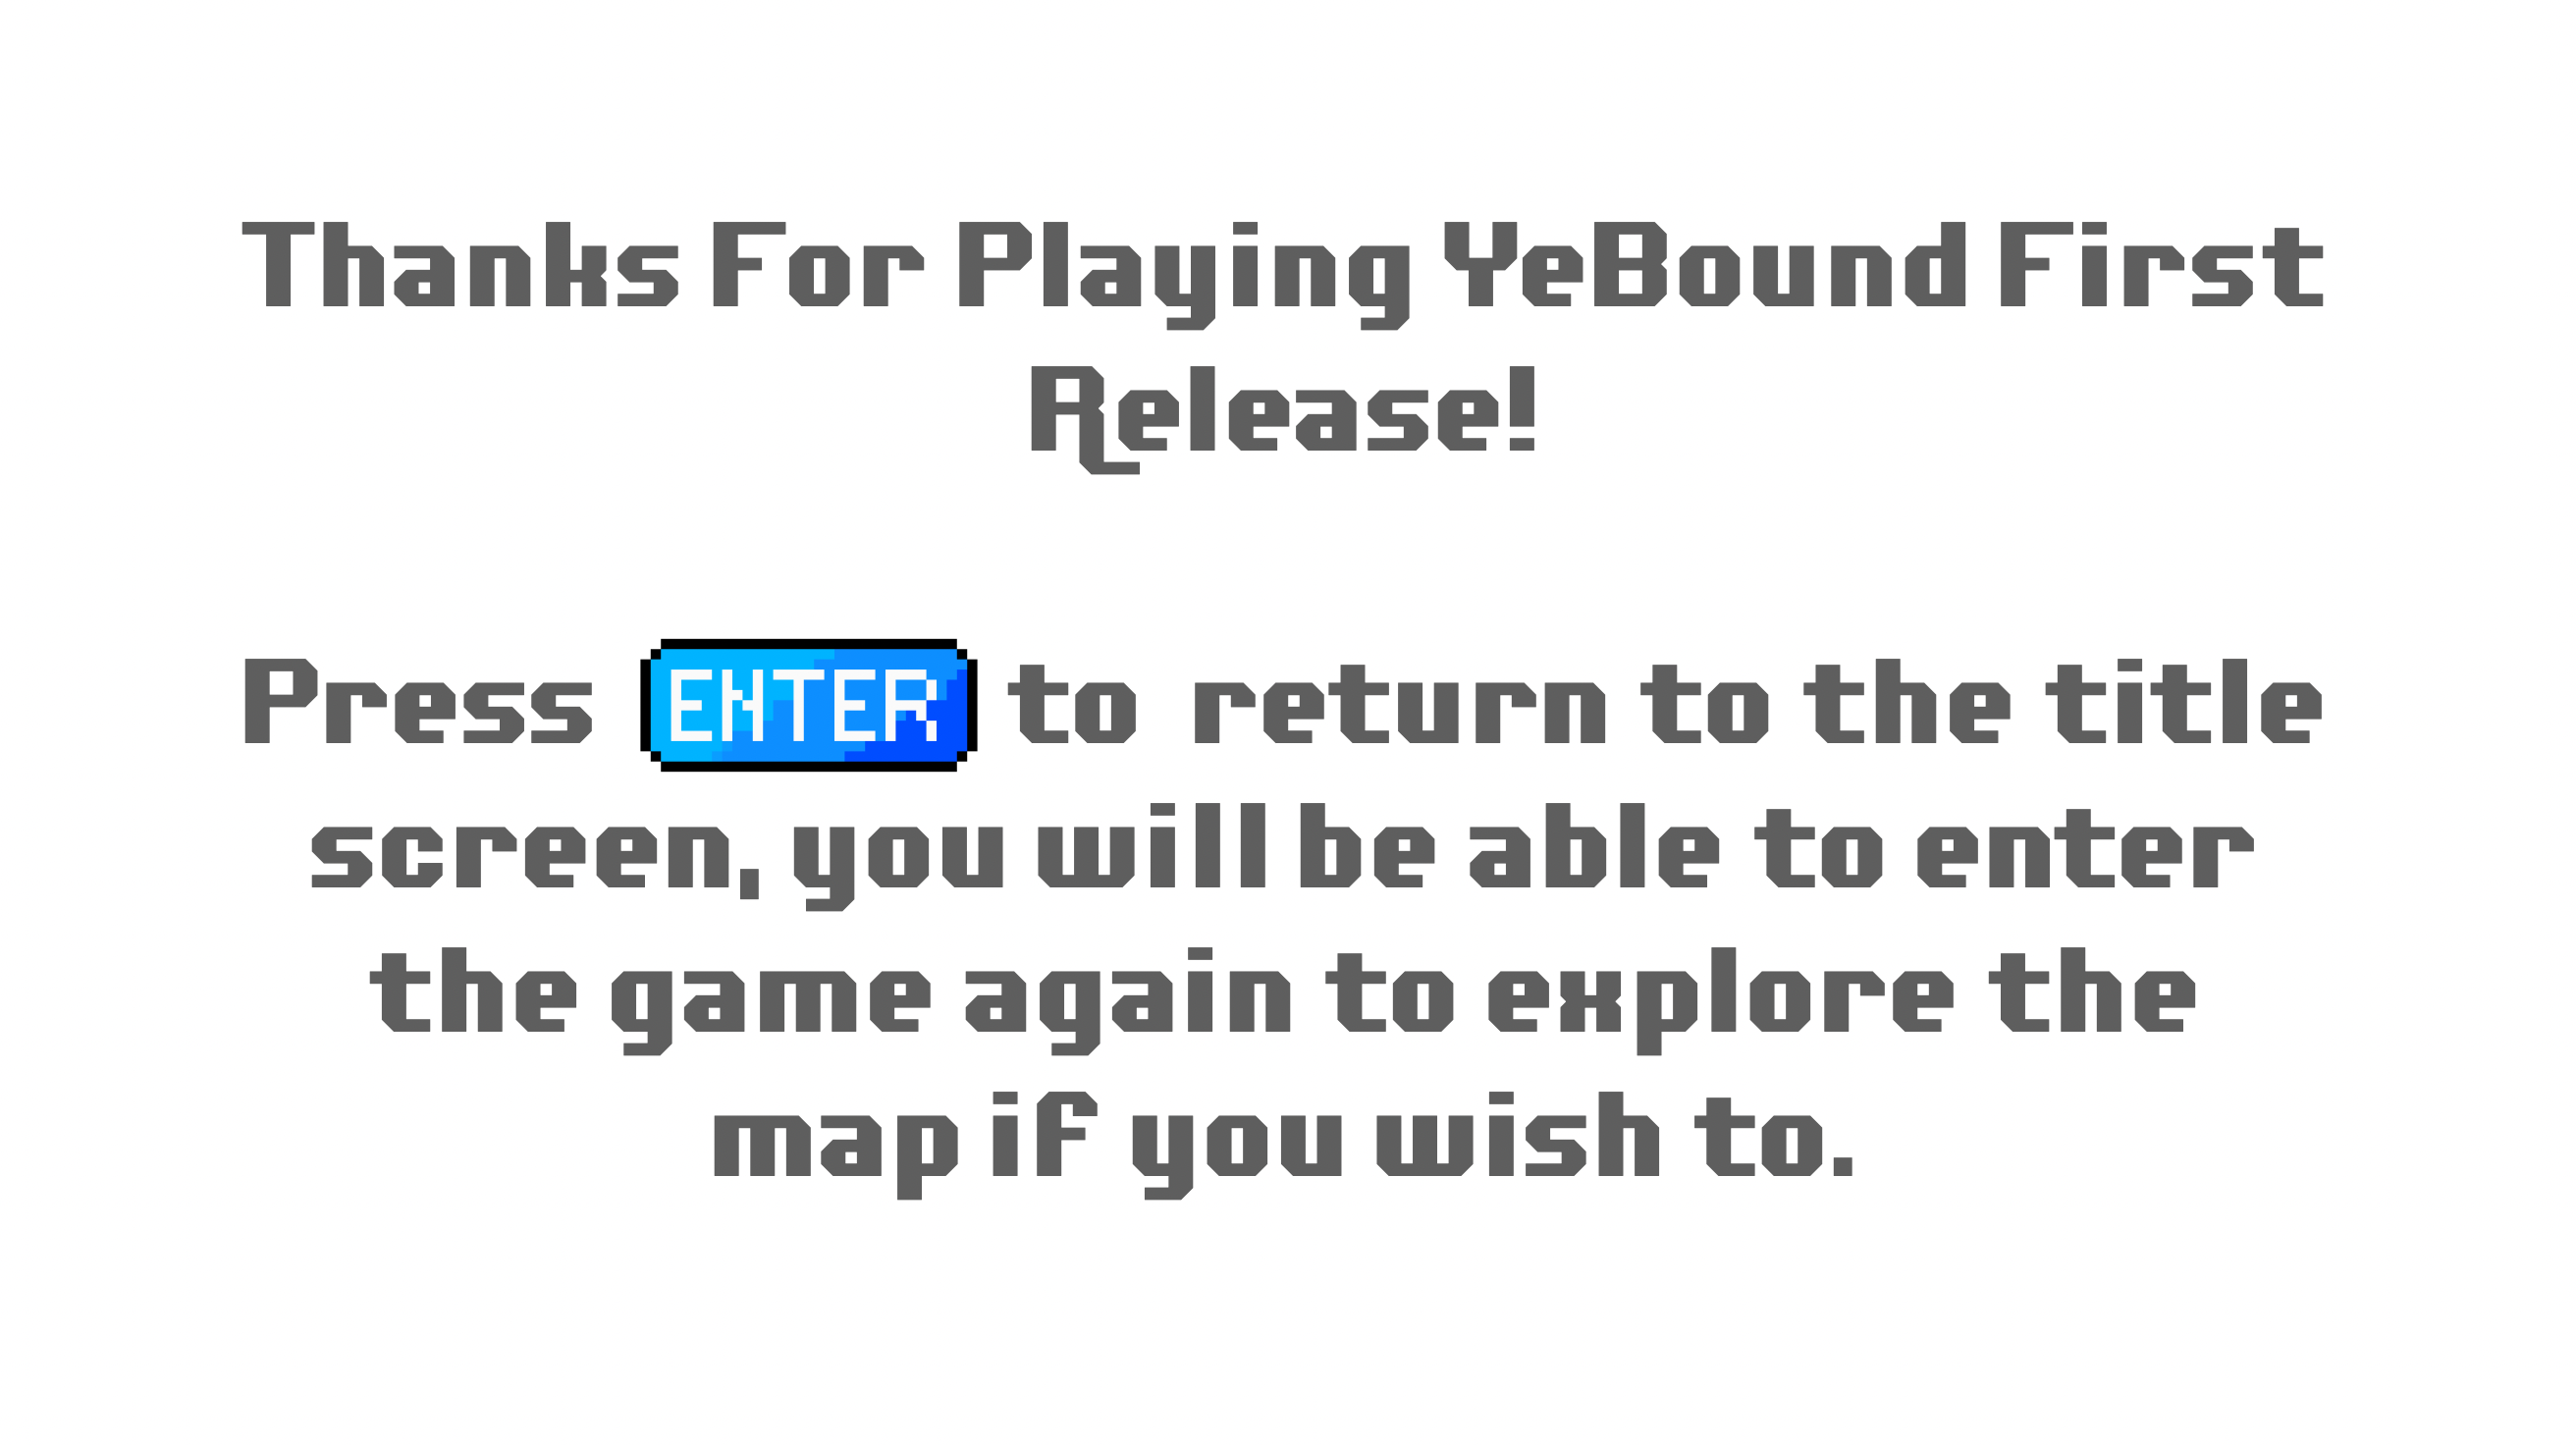 Thanks For Playing YeBound First
Release!
Press ENTER to return to the title
screen, you will be able to enter
the game again to explore the
map if you wish to.